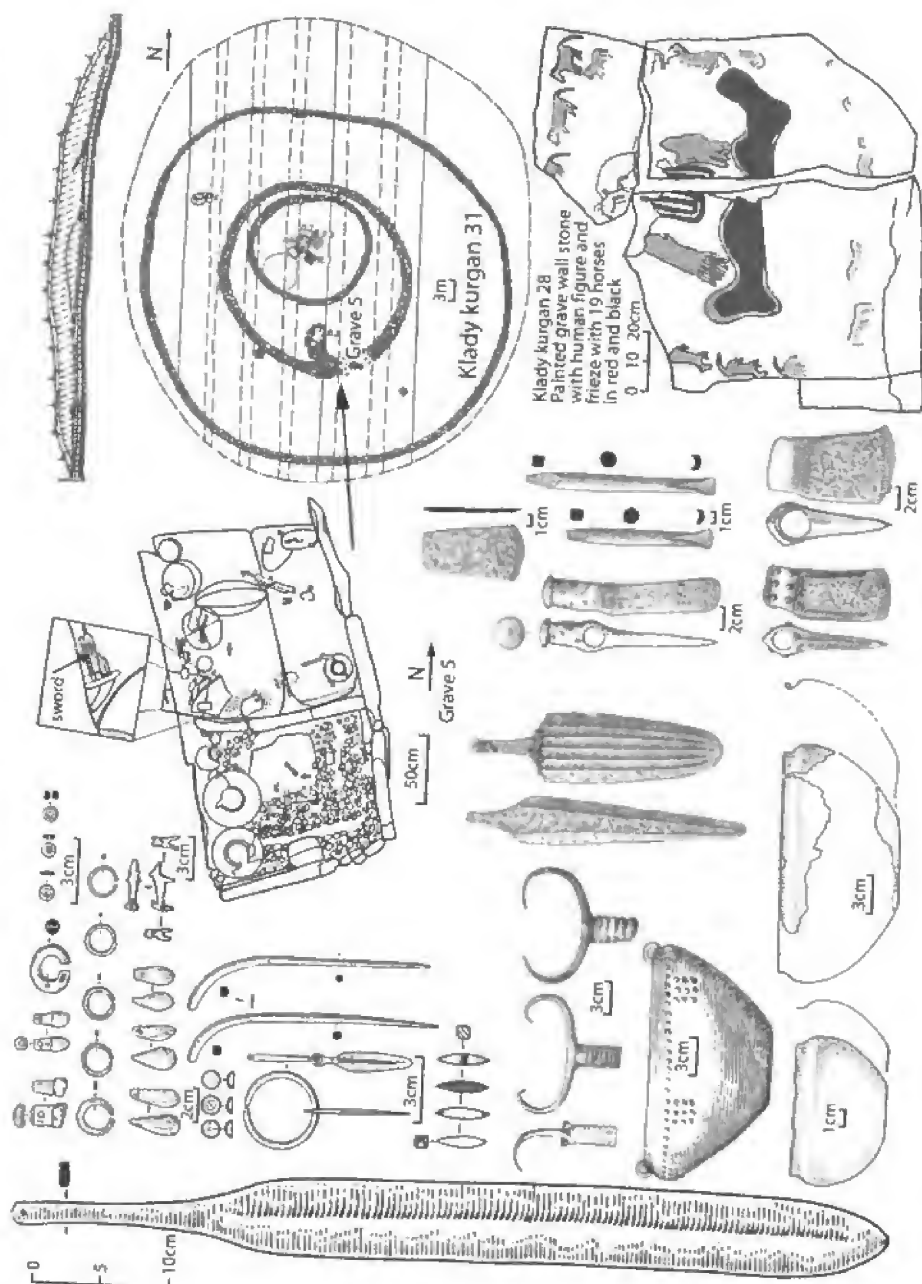 N
Grave 5
3m
Klady kurgan 31
Klady kurgan 28
Painted grave wall stone
with human figure and
frieze with 19 horses
in red and black
0 10 20cm
sword
N
50cm
Grave 5
1cm
1cm
2cm
2cm
3cm
3cm
2cm
3cm
3cm
3cm
3cm
1cm
0
5
10cm